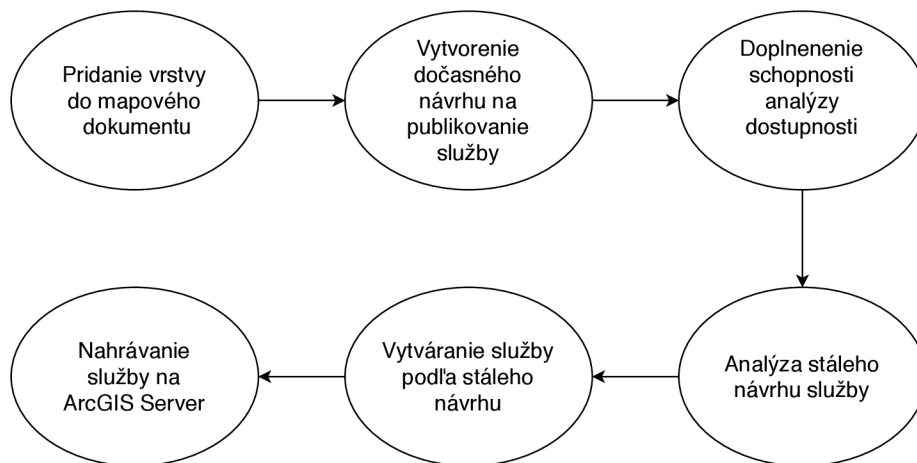 Pridanie vrstvy
do mapového
dokumentu
Vytvorenie
dočasného
návrhu na
publikovanie
služby
Doplnenenie
schopnosti
analýzy
dostupnosti
Analýza stáleho
návrhu služby
Vytváranie služby
podľa stáleho
návrhu
Nahrávanie
služby na
ArcGIS Server